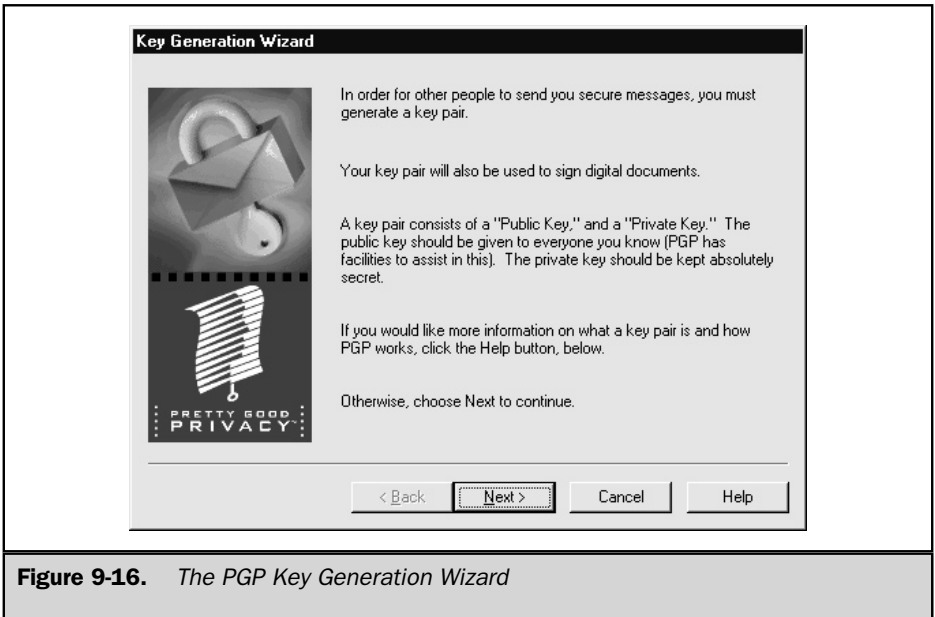 Key Generation Wizard
In order for other people to send you secure messages, you must
generate a key pair.
Your key pair will also be used to sign digital documents.
A key pair consists of a "Public Key," and a "Private Key." The
public key should be given to everyone you know (PGP has
facilities to assist in this). The private key should be kept absolutely
secret.
If you would like more information on what a key pair is and how
PGP works, click the Help button, below.
Otherwise, choose Next to continue.
PRETTY GOOD
PRIVACY™
< Back Next > Cancel Help
Figure 9-16. The PGP Key Generation Wizard